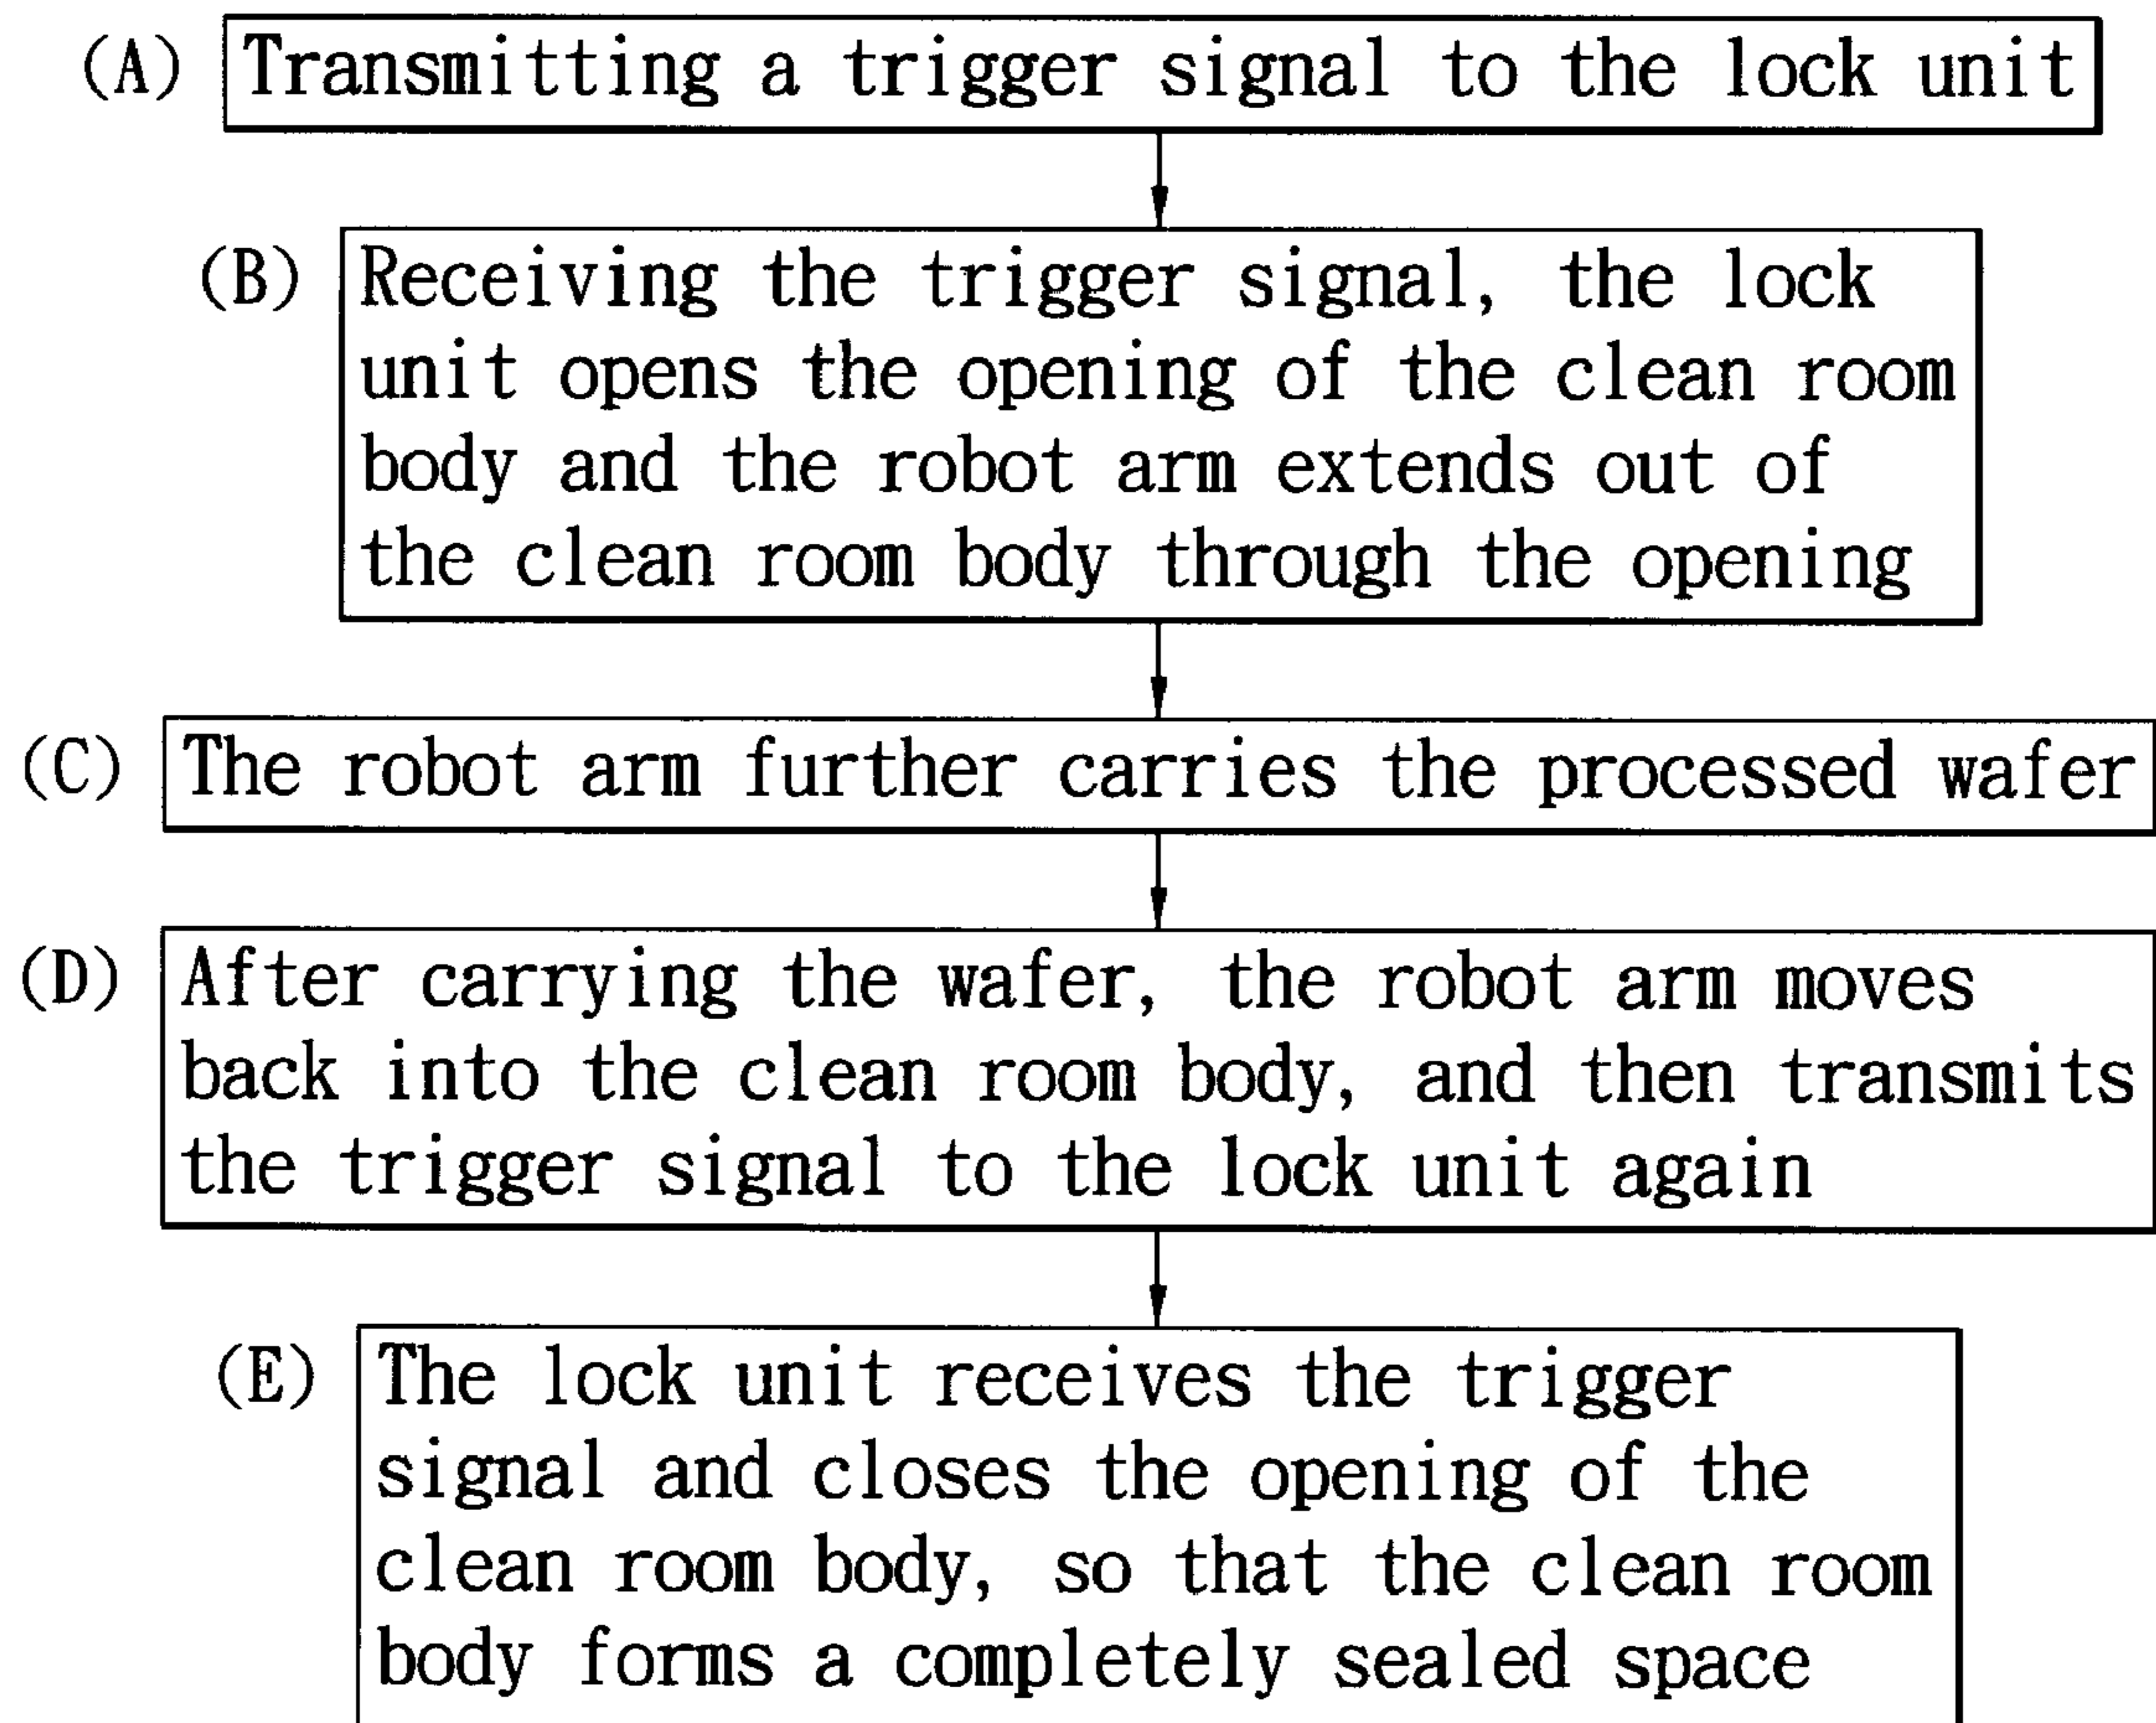 (A) Transmitting a trigger signal to the lock unit
(B) Receiving the trigger signal, the lock
unit opens the opening of the clean room
body and the robot arm extends out of
the clean room body through the opening
(C) The robot arm further carries the processed wafer
(D) After carrying the wafer, the robot arm moves
back into the clean room body, and then transmits
the trigger signal to the lock unit again
(E) The lock unit receives the trigger
signal and closes the opening of the
clean room body, so that the clean room
body forms a completely sealed space